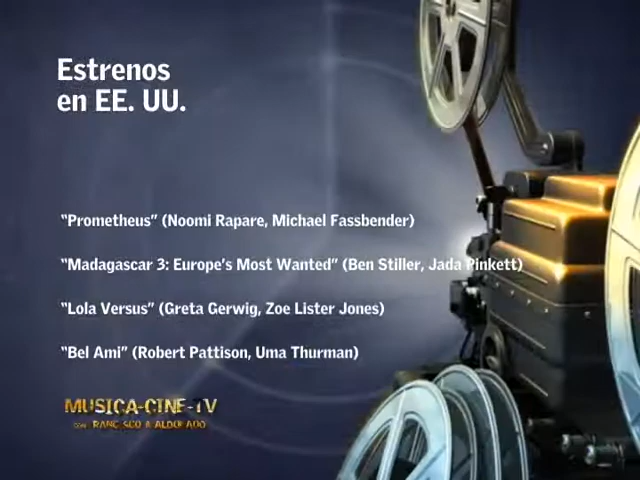 Estrenos
en EE. UU.
“Prometheus” (Noomi Rapare, Michael Fassbender)
“Madagascar 3: Europe's Most Wanted” (Ben Stiller, Jada Pinkett)
“Lola Versus” (Greta Gerwig, Zoe Lister Jones)
“Bel Ami” (Robert Pattison, Uma Thurman)
MUSICA-CINE-TV